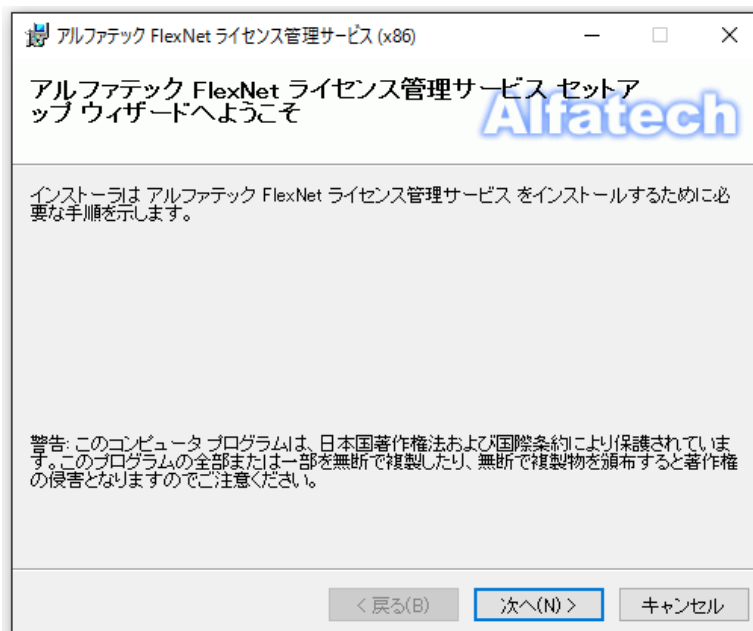 アルファテック FlexNet ライセンス管理サービス (x86)
アルファテック FlexNet ライセンス管理サービス セットア
ップ ウィザードへようこそ
Alfatech
インストーラは アルファテック FlexNet ライセンス管理サービス をインストールするために必
要な手順を示します。
警告: このコンピュータ プログラムは、日本国著作権法および国際条約により保護されていま
す。このプログラムの全部または一部を無断で複製したり、無断で複製物を頒布すると著作権
の侵害となりますのでご注意ください。
< 戻る(B)
次へ(N) >
キャンセル